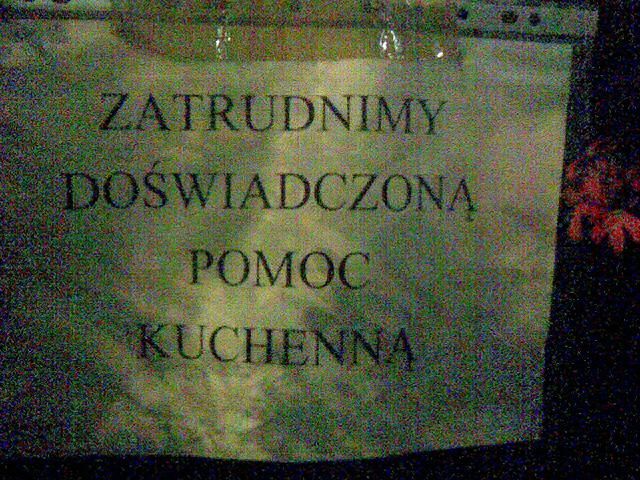 ZATRUDNIMY
DOŚWIADCZONĄ
POMOC
KUCHENNĄ